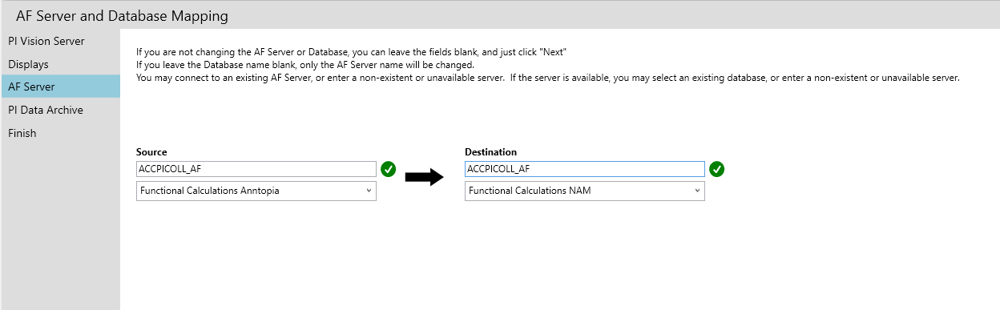 AF Server and Database Mapping
PI Vision Server
Displays
AF Server
PI Data Archive
Finish
If you are not changing the AF Server or Database, you can leave the fields blank, and just click "Next"
If you leave the Database name blank, only the AF Server name will be changed.
You may connect to an existing AF Server, or enter a non-existent or unavailable server.  If the server is available, you may select an existing database, or enter a non-existent or unavailable server.
Source
ACCPICOLL_AF
Functional Calculations Anntopia
Destination
ACCPICOLL_AF
Functional Calculations NAM